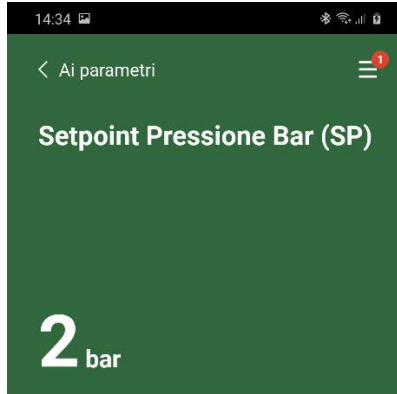 14:34
< Ai parametri
1
Setpoint Pressione Bar (SP)
2 bar